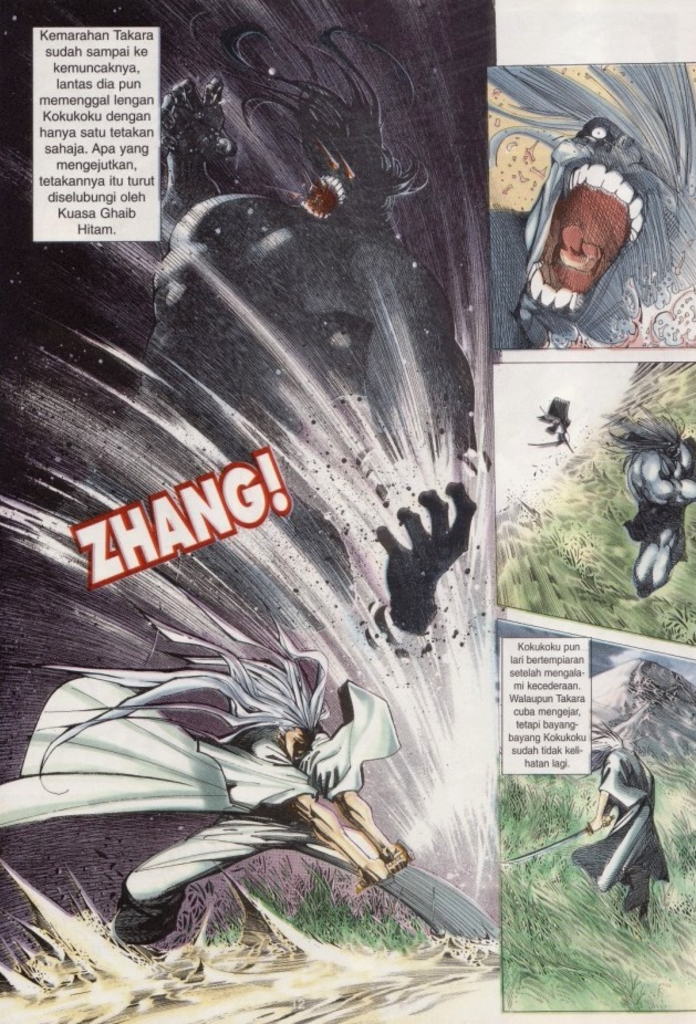 Kemarahan Takara
sudah sampai ke
kemuncaknya,
lantas dia pun
memenggal lengan
Kokukoku dengan
hanya satu tetakan
sahaja. Apa yang
mengejutkan,
tetakannya itu turut
diselubungi oleh
Kuasa Ghaib
Hitam.
ZHANG!
Kokukoku pun
lari bertempiaran
setelah mengala-
mi kecederaan.
Walaupun Takara
cuba mengejar,
tetapi bayang-
bayang Kokukoku
sudah tidak keli-
hatan lagi.
12